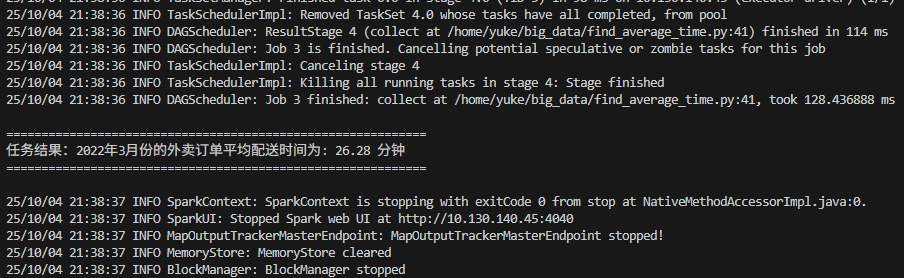 25/10/04 21:38:36 INFO TaskSchedulerImpl: Removed TaskSet 4.0 whose tasks have all completed, from pool
25/10/04 21:38:36 INFO DAGScheduler: ResultStage 4 (collect at /home/yuke/big_data/find_average_time.py:41) finished in 114 ms
25/10/04 21:38:36 INFO DAGScheduler: Job 3 is finished. Cancelling potential speculative or zombie tasks for this job
25/10/04 21:38:36 INFO TaskSchedulerImpl: Canceling stage 4
25/10/04 21:38:36 INFO TaskSchedulerImpl: Killing all running tasks in stage 4: Stage finished
25/10/04 21:38:36 INFO DAGScheduler: Job 3 finished: collect at /home/yuke/big_data/find_average_time.py:41, took 128.436888 ms
============================================================
任务结果: 2022年3月份的外卖订单平均配送时间为: 26.28 分钟
============================================================
25/10/04 21:38:37 INFO SparkContext: SparkContext is stopping with exitCode 0 from stop at NativeMethodAccessorImpl.java:0.
25/10/04 21:38:37 INFO SparkUI: Stopped Spark web UI at http://10.130.140.45:4040
25/10/04 21:38:37 INFO MapOutputTrackerMasterEndpoint: MapOutputTrackerMasterEndpoint stopped!
25/10/04 21:38:37 INFO MemoryStore: MemoryStore cleared
25/10/04 21:38:37 INFO BlockManager: BlockManager stopped